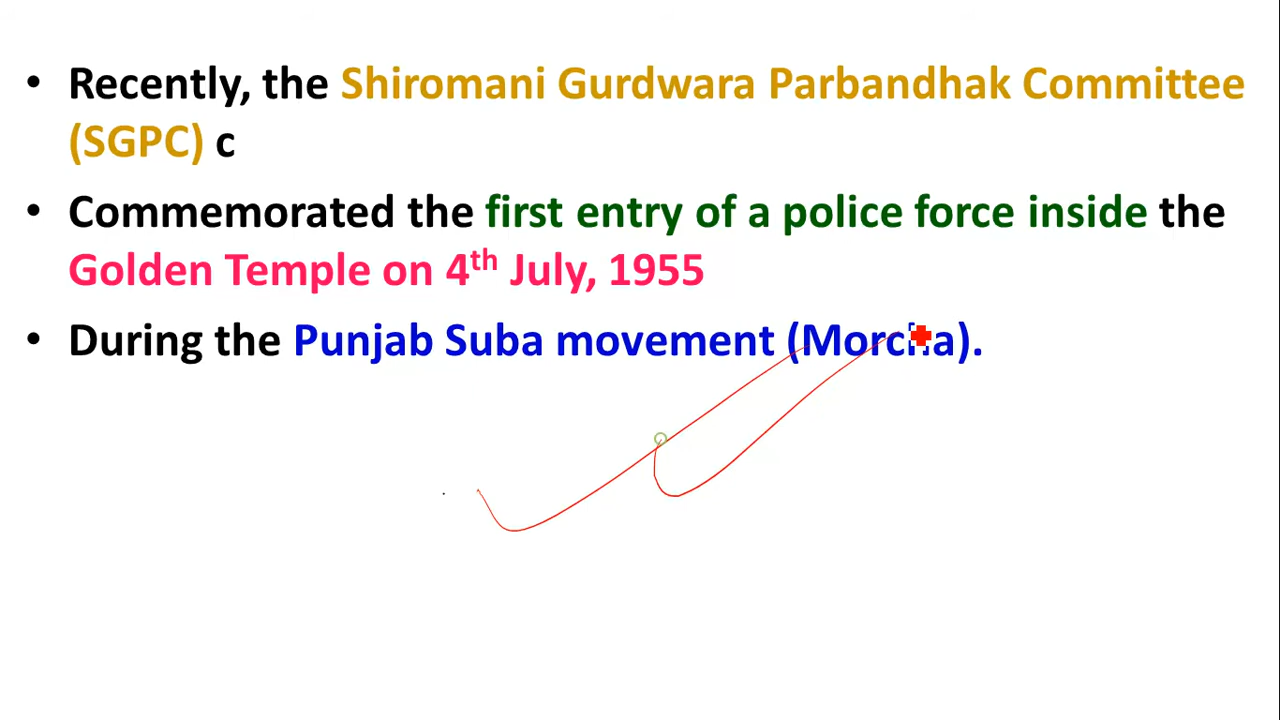 • Recently, the Shiromani Gurdwara Parbandhak Committee
(SGPC) c
• Commemorated the first entry of a police force inside the
Golden Temple on 4th July, 1955
• During the Punjab Suba movement (Morcha).